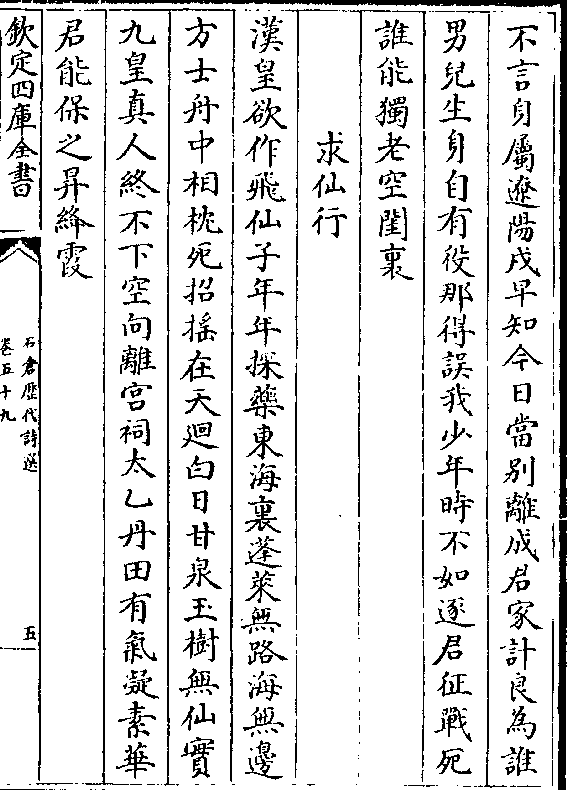 不言身屬遼陽戍早知今日當别離成君家計良為誰
男兒生身自有役那得誤我少年時不如逐君征戰死
誰能獨老空閨裏
求仙行
漢皇欲作飛仙子年年採藥東海裏蓬萊無路海無邊
方士舟中相枕死招摇在天迴白日甘泉玉樹無仙實
九皇真人終不下空向離宫祠太乙丹田有氣凝素華
君能保之昇絳霞
欽定四庫全書
石倉歴代詩選
卷五十九
五